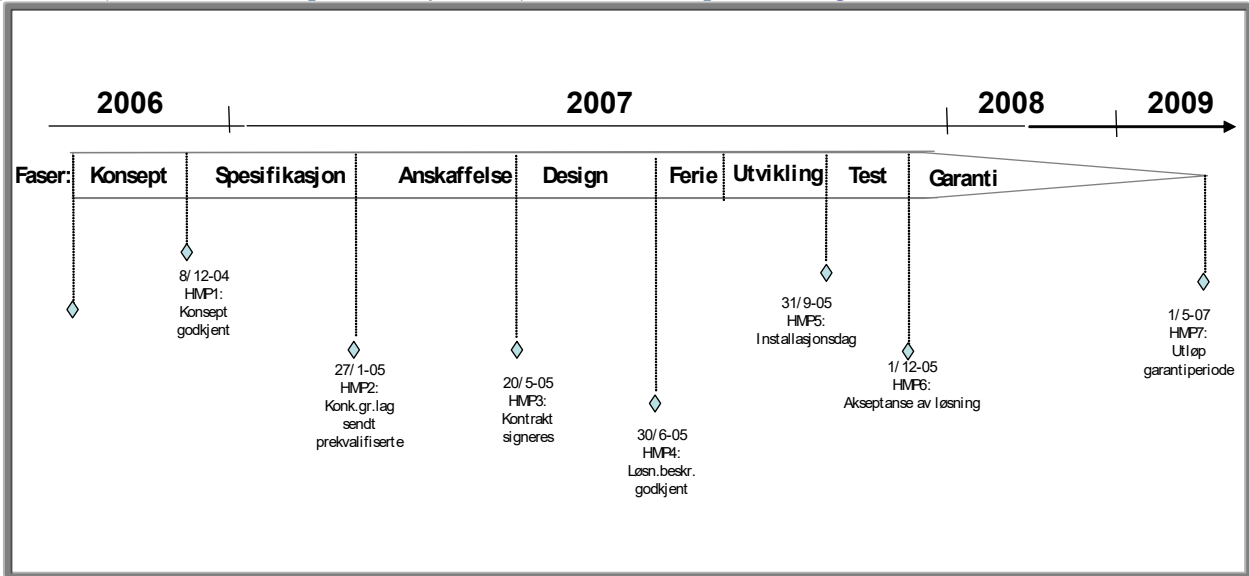 2006
2007
2008
2009
Faser:
Konsept
Spesifikasjon
Anskaffelse
Design
Ferie
Utvikling
Test
Garanti
8/12-04
HMP1:
Konsept
godkjent
27/1-05
HMP2:
Konk.gr.lag
sendt
prekvalifiserte
20/5-05
HMP3:
Kontrakt
signeres
30/6-05
HMP4:
Løsn.beskr.
godkjent
31/9-05
HMP5:
Installasjonsdag
1/12-05
HMP6:
Akseptanse av løsning
1/5-07
HMP7:
Utløp
garantiperiode